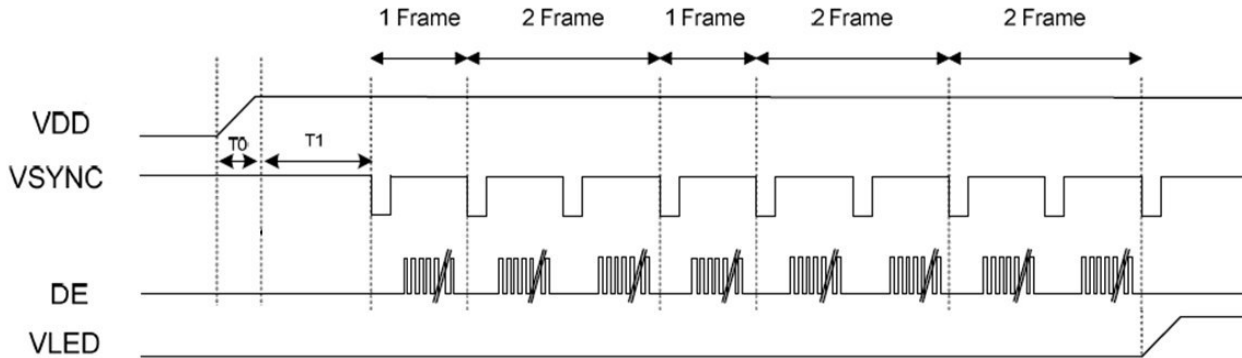 1 Frame 2 Frame 1 Frame 2 Frame 2 Frame
VDD
T0 T1
VSYNC
DE
VLED